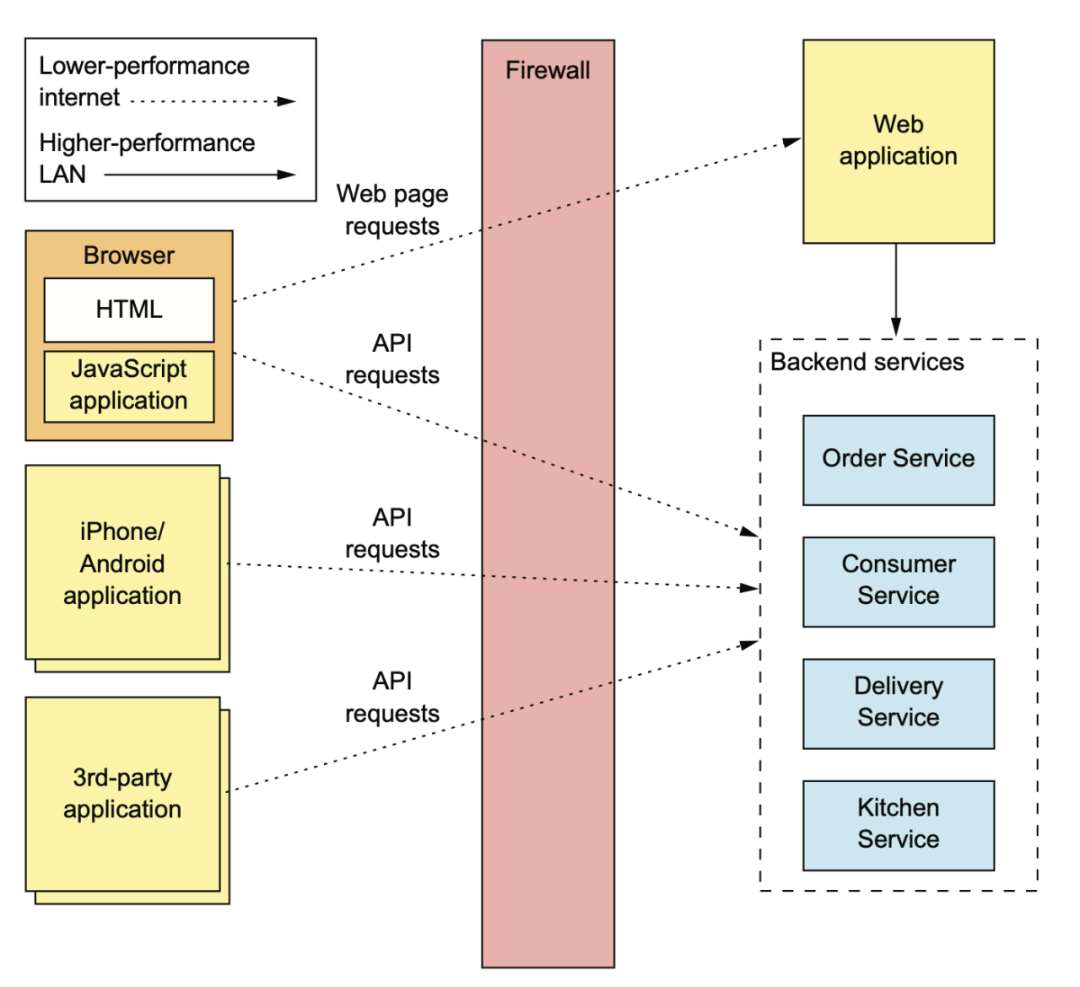 Lower-performance
internet
Higher-performance
LAN
Firewall
Web
application
Web page
requests
Browser
HTML
JavaScript
application
API
requests
Backend services
Order Service
iPhone/
Android
application
API
requests
Consumer
Service
API
requests
Delivery
Service
3rd-party
application
Kitchen
Service